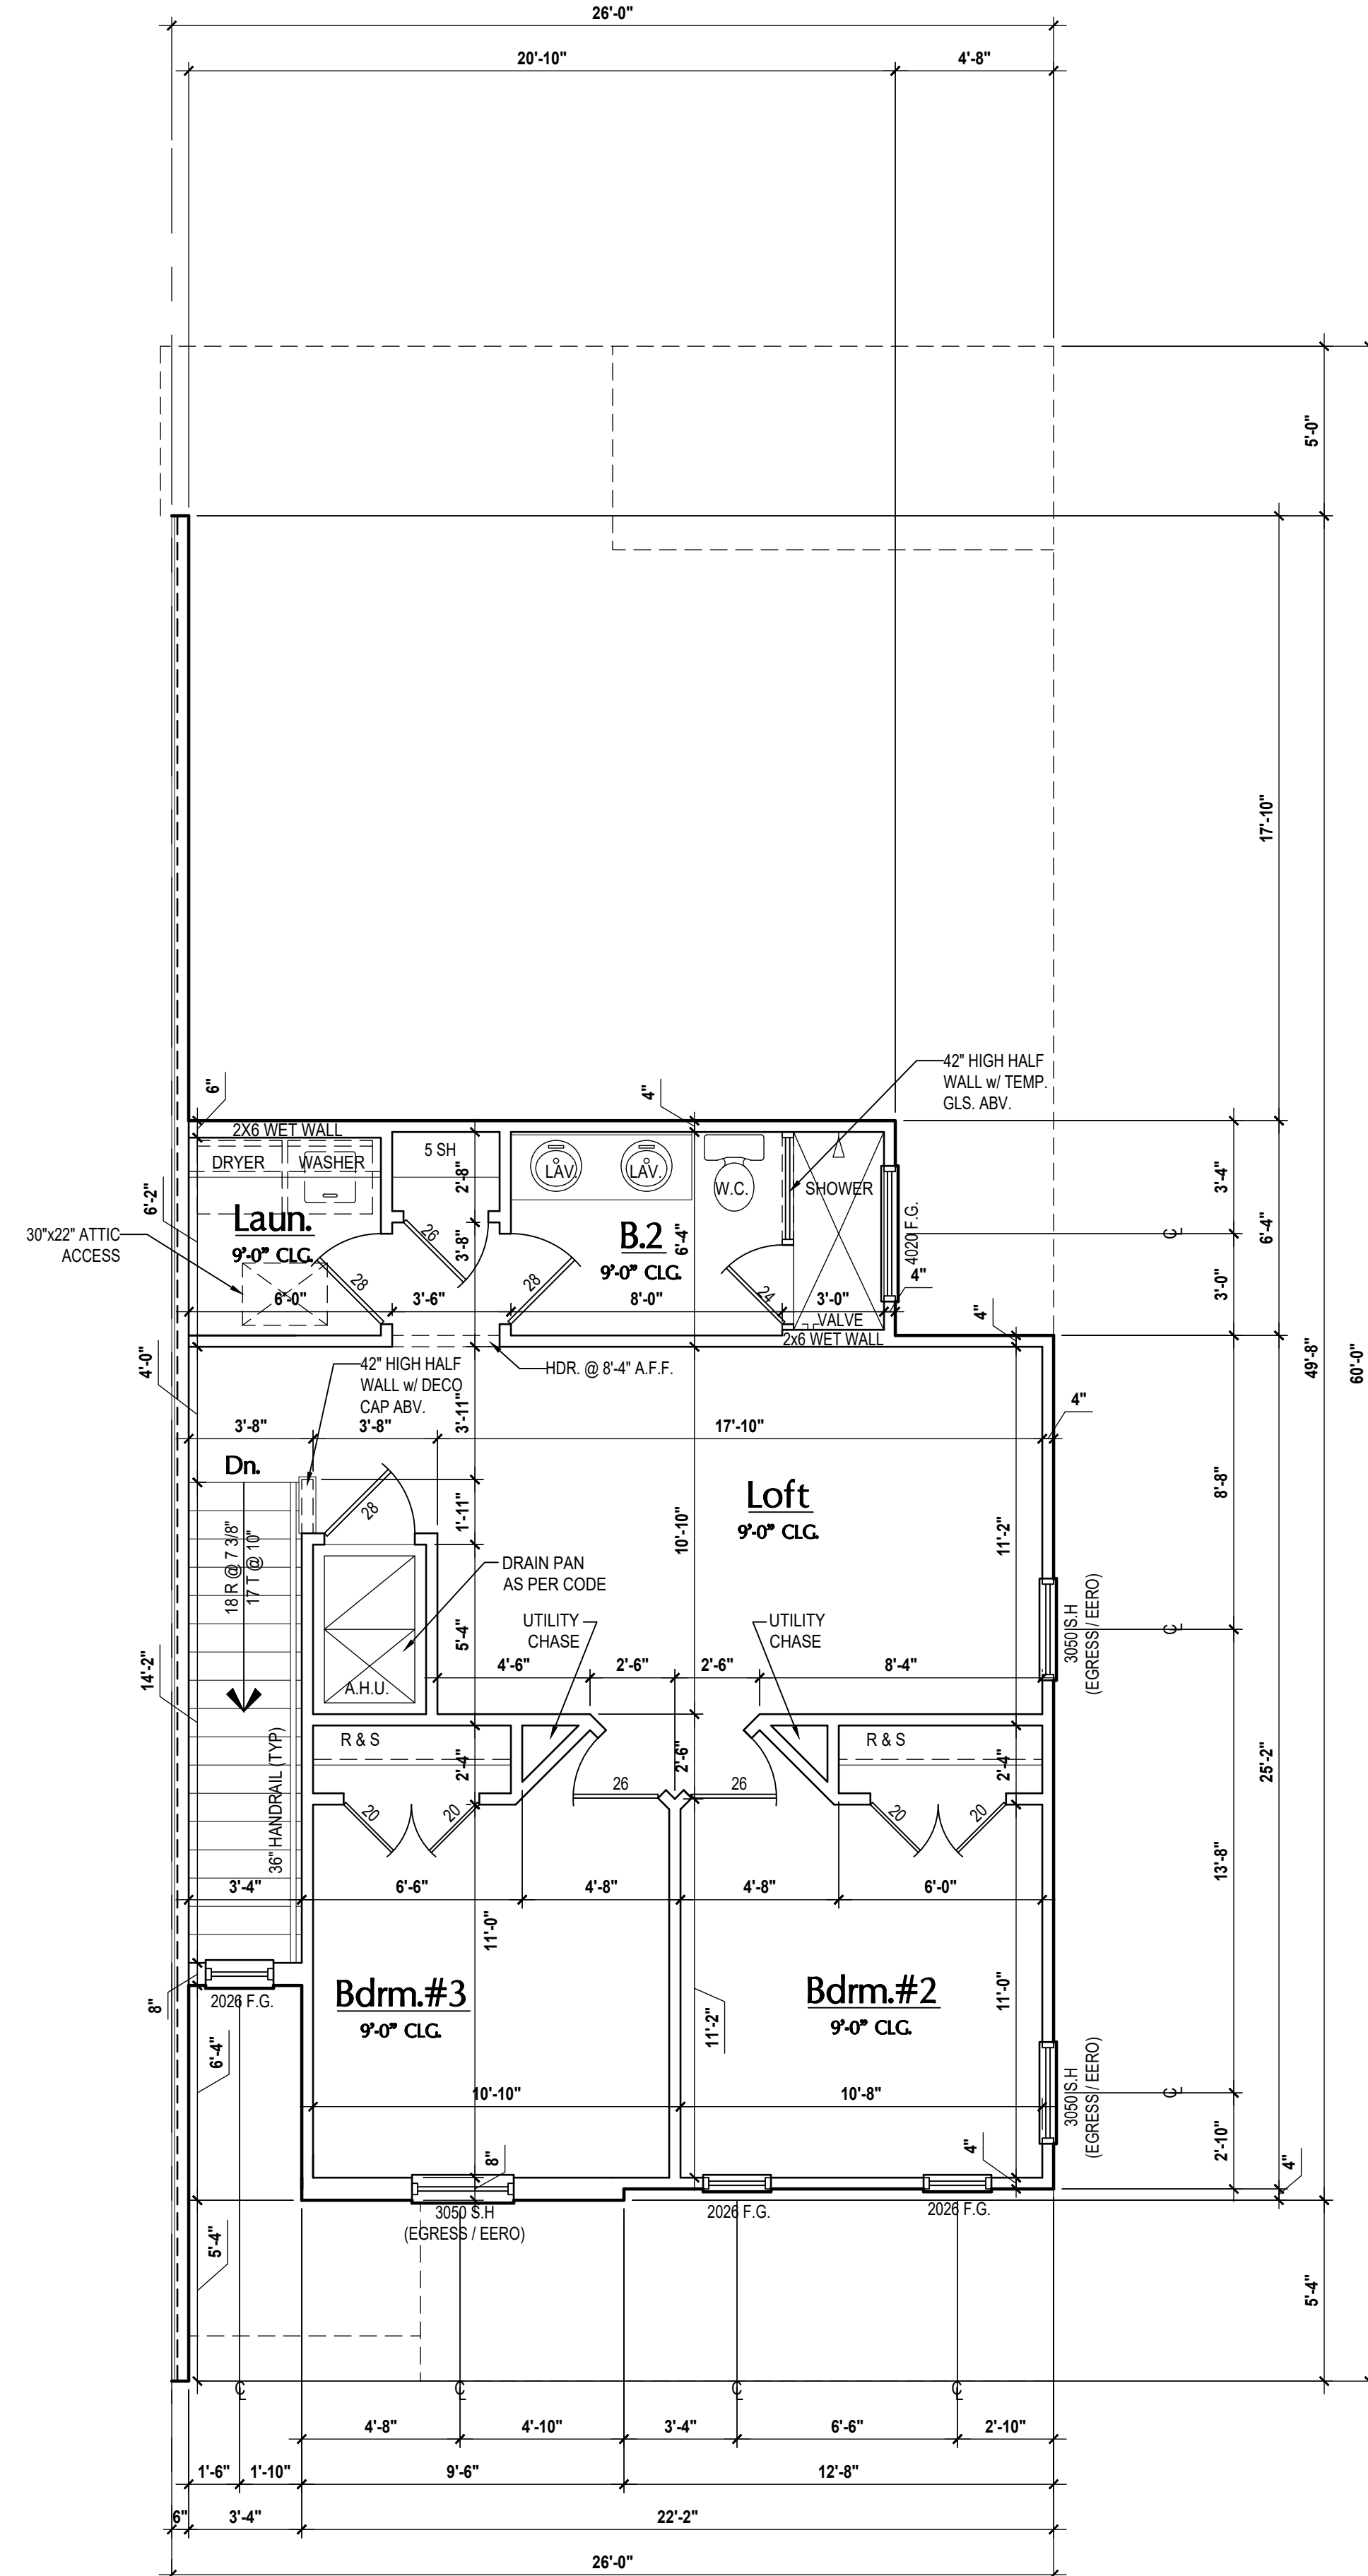 26'-0"
20'-10"
4'-8"
5'-0"
17'-10"
42" HIGH HALF
WALL w/ TEMP.
GLS. ABV.
6"
4"
2X6 WET WALL
DRYER
WASHER
5 SH
2'-8"
LAV.
LAV.
W.C.
SHOWER
3'-4"
6'-2"
30"x22" ATTIC
ACCESS
Laun.
9'-0" CLG.
26
3'-8"
B.2
9'-0" CLG.
6'-4"
4020 F.G.
C L
6'-4"
28
28
24
4"
3'-0"
6'-0"
3'-6"
8'-0"
3'-0"
VALVE
2x6 WET WALL
4"
4'-0"
42" HIGH HALF
WALL w/ DECO
CAP ABV.
HDR. @ 8'-4" A.F.F.
49'-8"
60'-0"
3'-8"
3'-8"
3'-11"
17'-10"
4"
Dn.
Loft
9'-0" CLG.
8'-8"
28
1'-11"
10'-10"
11'-2"
18 R @ 7 3/8"
17 T @ 10"
DRAIN PAN
AS PER CODE
UTILITY
CHASE
UTILITY
CHASE
3050 S.H
(EGRESS / EERO)
C L
5'-4"
14'-2"
A.H.U.
4'-6"
2'-6"
2'-6"
8'-4"
R & S
R & S
2'-4"
2'-6"
2'-4"
25'-2"
26
26
20
20
20
20
36" HANDRAIL (TYP)
3'-4"
6'-6"
4'-8"
4'-8"
6'-0"
13'-8"
11'-0"
Bdrm.#3
9'-0" CLG.
Bdrm.#2
9'-0" CLG.
11'-0"
8"
2026 F.G.
11'-2"
6'-4"
10'-10"
10'-8"
3050 S.H
(EGRESS / EERO)
C L
2'-10"
8"
4"
4"
3050 S.H
(EGRESS / EERO)
2026 F.G.
2026 F.G.
5'-4"
5'-4"
C L
C L
C L
C L
4'-8"
4'-10"
3'-4"
6'-6"
2'-10"
1'-6"
1'-10"
9'-6"
12'-8"
6"
3'-4"
22'-2"
26'-0"